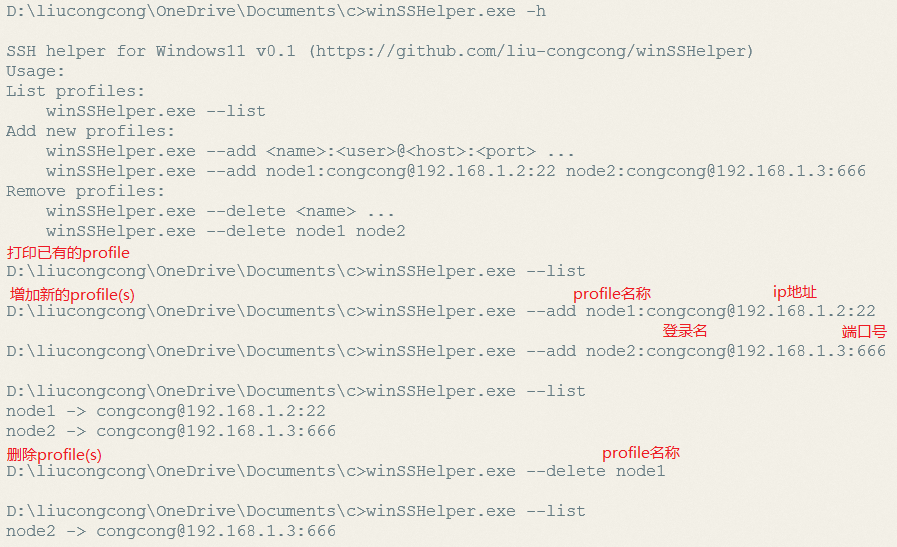 D:\liucongcong\OneDrive\Documents\c>winSSHelper.exe -h
SSH helper for Windows11 v0.1 (https://github.com/liu-congcong/winSSHelper)
Usage:
List profiles:
    winSSHelper.exe --list
Add new profiles:
    winSSHelper.exe --add <name>:<user>@<host>:<port> ...
    winSSHelper.exe --add node1:congcong@192.168.1.2:22 node2:congcong@192.168.1.3:666
Remove profiles:
    winSSHelper.exe --delete <name> ...
    winSSHelper.exe --delete node1 node2
打印已有的profile
D:\liucongcong\OneDrive\Documents\c>winSSHelper.exe --list
增加新的profile(s) profile名称 ip地址
D:\liucongcong\OneDrive\Documents\c>winSSHelper.exe --add node1:congcong@192.168.1.2:22
登录名 端口号
D:\liucongcong\OneDrive\Documents\c>winSSHelper.exe --add node2:congcong@192.168.1.3:666
D:\liucongcong\OneDrive\Documents\c>winSSHelper.exe --list
node1 -> congcong@192.168.1.2:22
node2 -> congcong@192.168.1.3:666
删除profile(s) profile名称
D:\liucongcong\OneDrive\Documents\c>winSSHelper.exe --delete node1
D:\liucongcong\OneDrive\Documents\c>winSSHelper.exe --list
node2 -> congcong@192.168.1.3:666